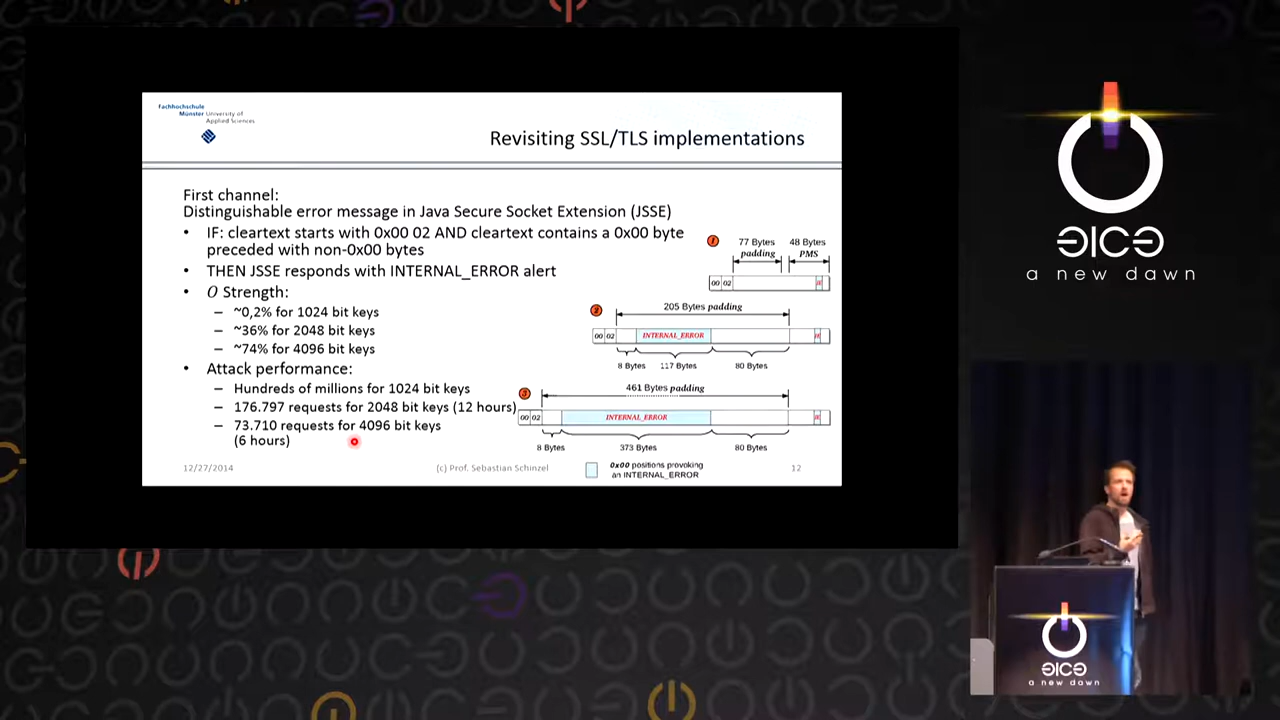 Fachhochschule
Münster University of
Applied Sciences
Revisiting SSL/TLS implementations
First channel:
Distinguishable error message in Java Secure Socket Extension (JSSE)
• IF: cleartext starts with 0x00 02 AND cleartext contains a 0x00 byte
preceded with non-0x00 bytes
• THEN JSSE responds with INTERNAL_ERROR alert
• O Strength:
– ~0,2% for 1024 bit keys
– ~36% for 2048 bit keys
– ~74% for 4096 bit keys
• Attack performance:
– Hundreds of millions for 1024 bit keys
– 176.797 requests for 2048 bit keys (12 hours)
– 73.710 requests for 4096 bit keys
(6 hours)
1
77 Bytes
padding
48 Bytes
PMS
00 02
2
205 Bytes padding
00 02
INTERNAL_ERROR
8 Bytes 117 Bytes 80 Bytes
3
461 Bytes padding
00 02
INTERNAL_ERROR
8 Bytes 373 Bytes 80 Bytes
0x00 positions provoking
an INTERNAL_ERROR
12/27/2014 (c) Prof. Sebastian Schinzel 12
a new dawn
a new dawn